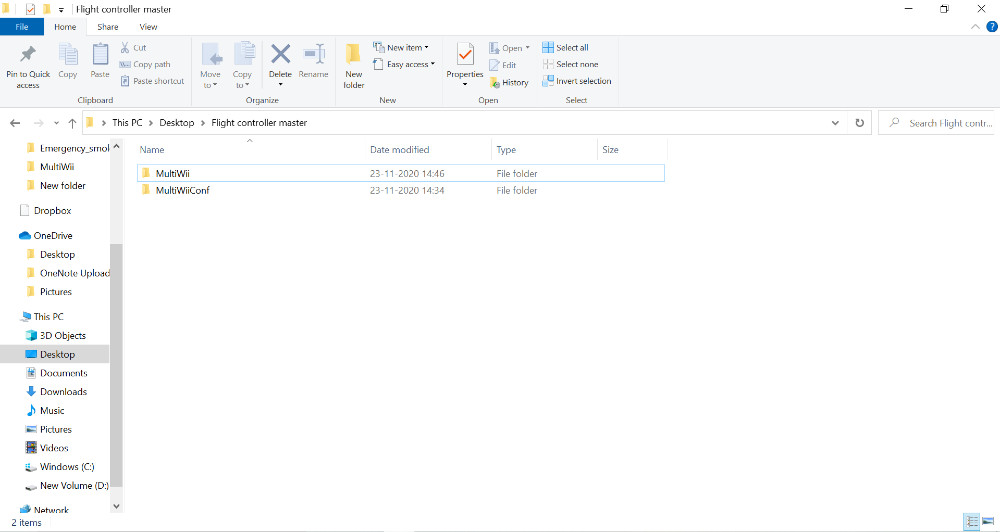 Flight controller master
File Home Share View
Pin to Quick access
Copy
Paste
Cut
Copy path
Paste shortcut
Clipboard
Move to
Copy to
Delete
Rename
Organize
New folder
New item
Easy access
New
Properties
Open
Edit
History
Open
Select all
Select none
Invert selection
Select
This PC > Desktop > Flight controller master
Search Flight contr...
Emergency_smol
MultiWii
New folder
Dropbox
OneDrive
Desktop
OneNote Upload
Pictures
This PC
3D Objects
Desktop
Documents
Downloads
Music
Pictures
Videos
Windows (C:)
New Volume (D:)
Network
Name Date modified Type Size
MultiWii 23-11-2020 14:46 File folder
MultiWiiConf 23-11-2020 14:34 File folder
2 items